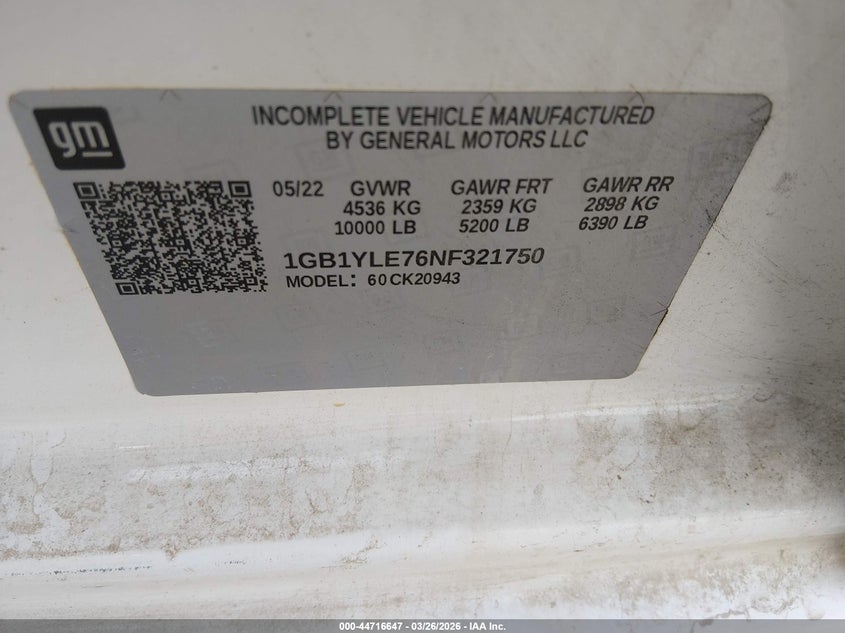 gm
INCOMPLETE VEHICLE MANUFACTURED
BY GENERAL MOTORS LLC
05/22 GVWR GAWR FRT GAWR RR
4536 KG 2359 KG 2898 KG
10000 LB 5200 LB 6390 LB
1GB1YLE76NF321750
MODEL: 60CK20943
000-44716647 - 03/26/2026 - IAA Inc.